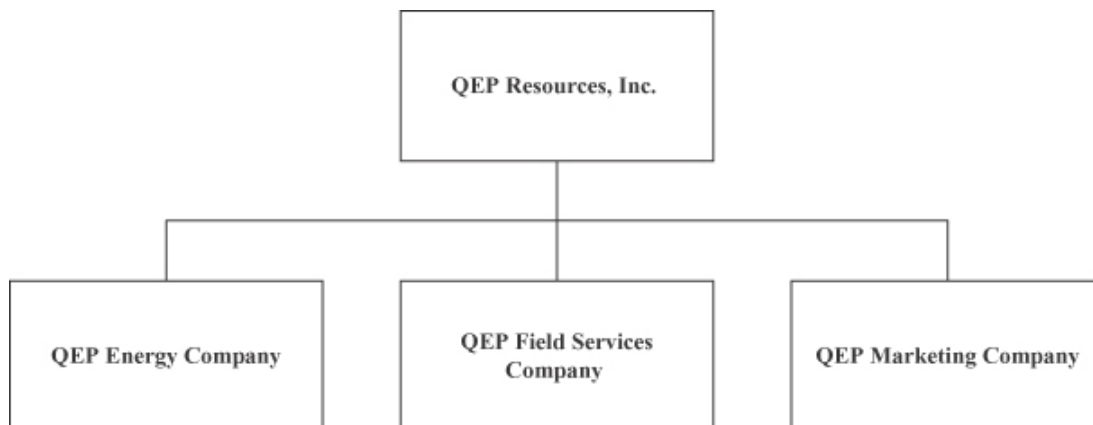 QEP Resources, Inc.
QEP Energy Company
QEP Field Services
Company
QEP Marketing Company